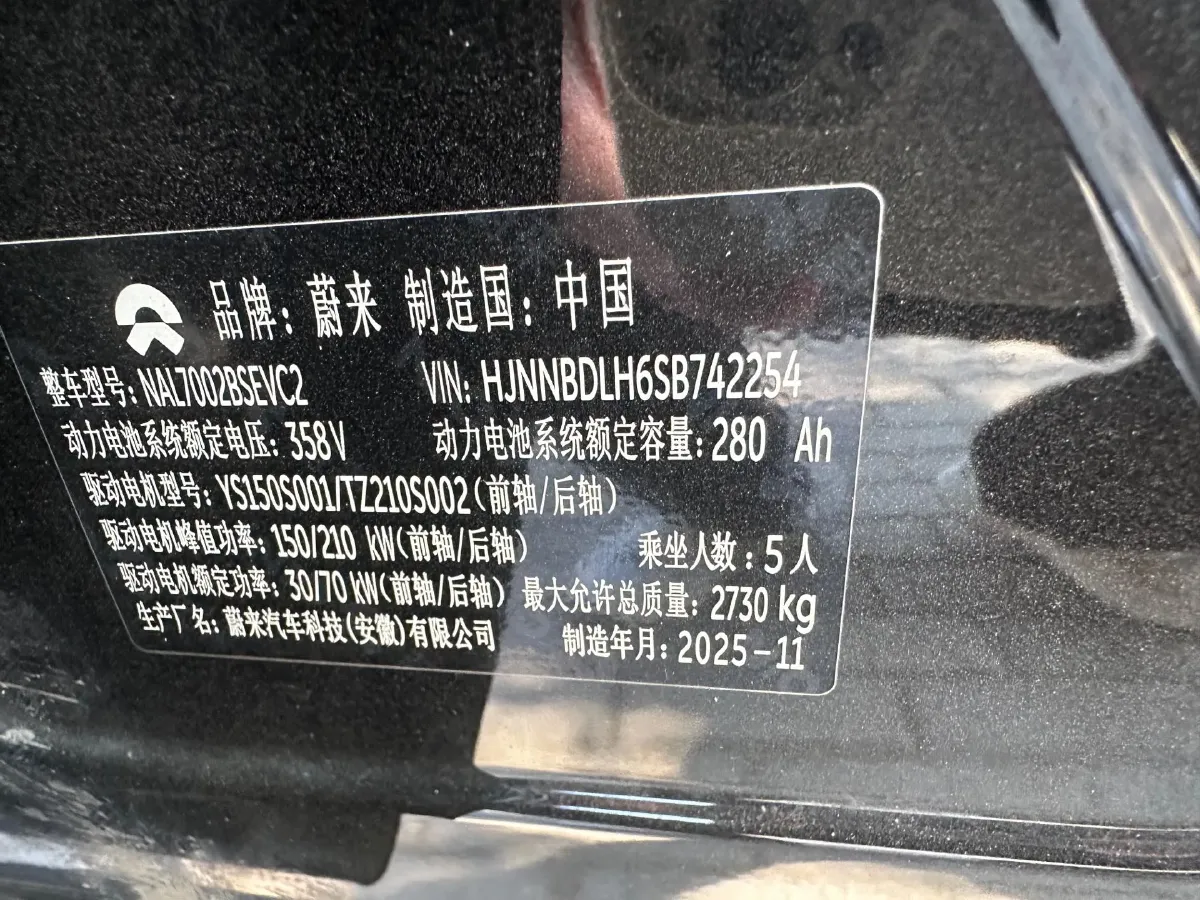 品牌：蔚来 制造国：中国
整车型号：NAL7002BSEVC2 VIN: HJNNBDLH6SB742254
动力电池系统额定电压：358V 动力电池系统额定容量：280 Ah
驱动电机型号：YS150S001/TZ210S002(前轴/后轴)
驱动电机峰值功率：150/210 kW(前轴/后轴) 乘坐人数：5人
驱动电机额定功率：30/70 kW(前轴/后轴) 最大允许总质量：2730 kg
生产厂名：蔚来汽车科技(安徽)有限公司 制造年月：2025-11